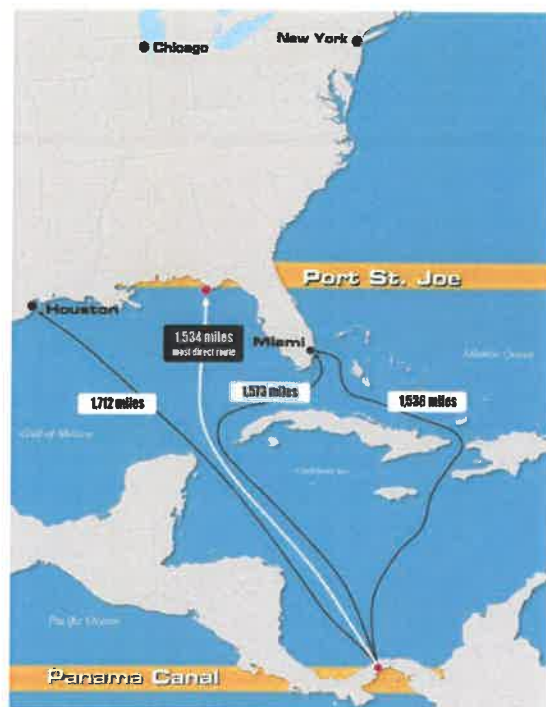 New York
Chicago
Port St. Joe
Houston
1,534 miles
most direct route
Miami
Atlantic Ocean
1,573 miles
1,712 miles
1,536 miles
Gulf of Mexico
Caribbean Sea
Pacific Ocean
Panama Canal